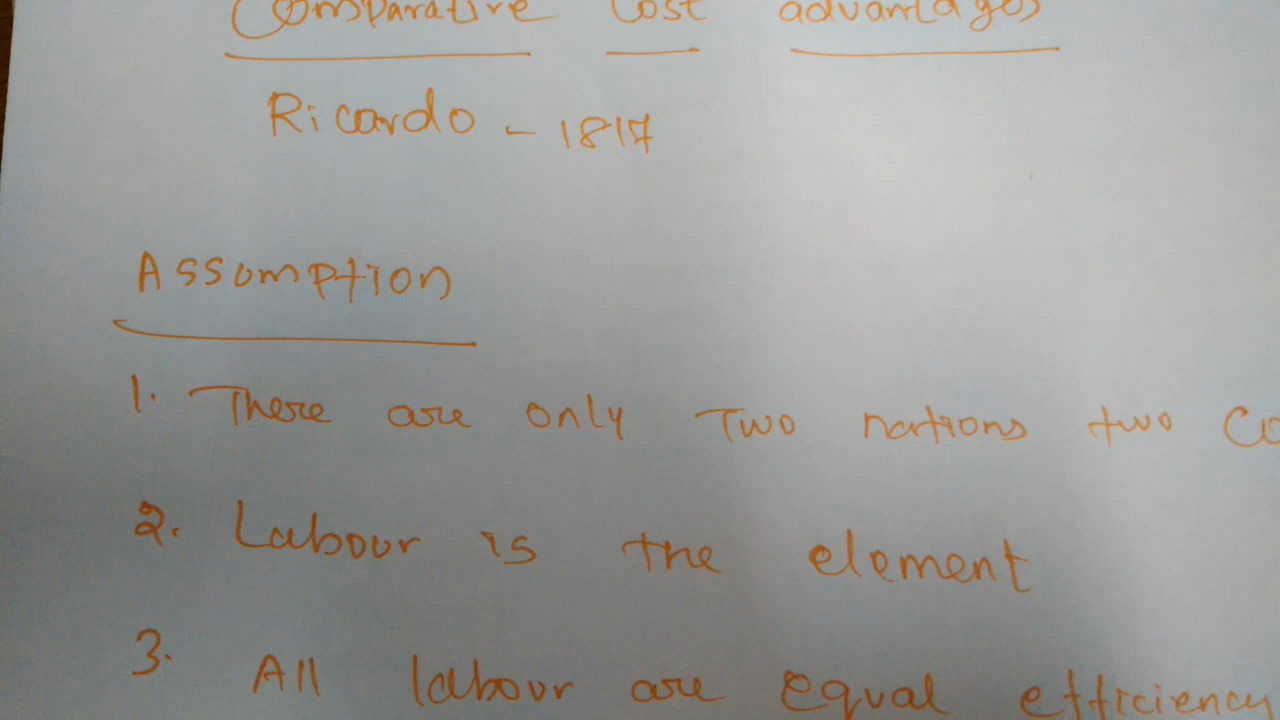 Comparative Cost advantages
Ricardo - 1817
Assomption
1. There are only Two nations two
2. Labour is the element
3. All labour are equal efficiency